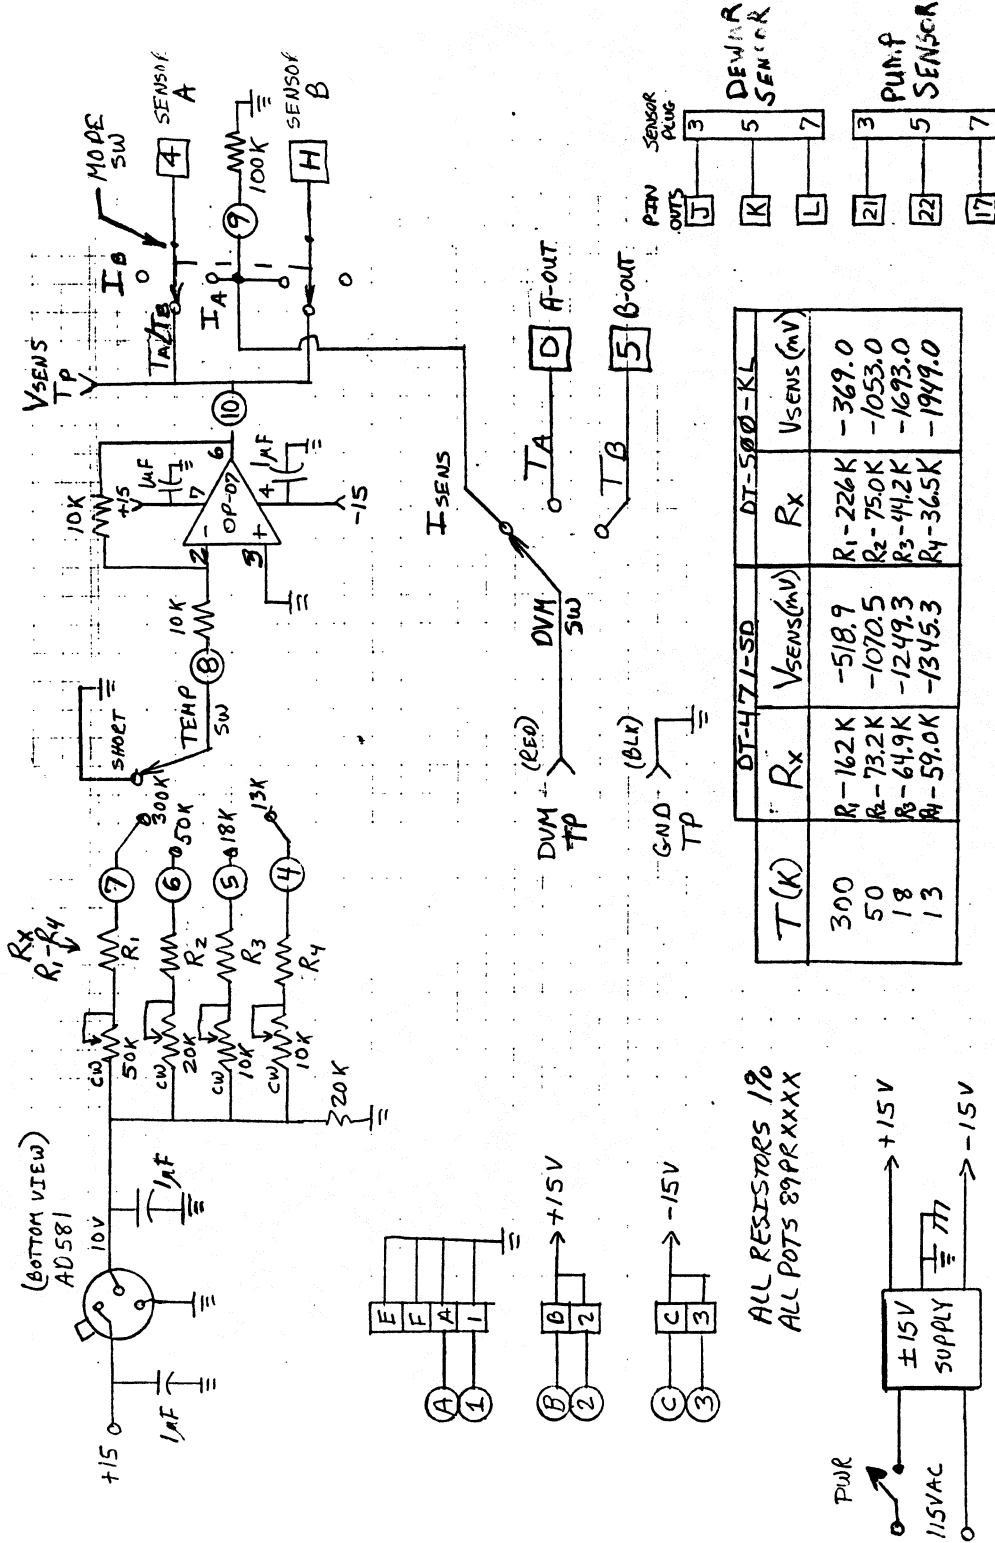 (BOTTOM VIEW)
AD581
+15
10V
1µF
1µF
RX
R1-R4
CW
50K
R1
7
300K
CW
20K
R2
6
50K
CW
10K
R3
5
18K
CW
10K
R4
4
13K
20K
SHORT
TEMP
SW
8
10K
10K
+15
1µF
2
-
7
OP-07
6
3
+
4
1µF
-15
10
VSENS
TP
TA/TB
IB
MODE
SW
4
SENSOR
A
IA
9
100K
H
SENSOR
B
ISENS
DVM
SW
DVM
TP
(RED)
GND
TP
(BLK)
TA
D
A-OUT
TB
5
B-OUT
E
F
A
A
1
1
B
B
+15V
2
2
C
C
-15V
3
3
PIN
OUTS
SENSOR
PLUG
J
3
K
5
L
7
DEWAR
SENSOR
21
3
22
5
17
7
PUMP
SENSOR
DT-471-SD
DT-500-KL
T(K)
RX
VSENS(mV)
RX
VSENS(mV)
300
R1-162K
-518.9
R1-226K
-369.0
50
R2-73.2K
-1070.5
R2-75.0K
-1053.0
18
R3-64.9K
-1249.3
R3-44.2K
-1693.0
13
R4-59.0K
-1345.3
R4-36.5K
-1949.0
ALL RESISTORS 1%
ALL POTS 89PRXXXX
PWR
115VAC
±15V
SUPPLY
+15V
-15V